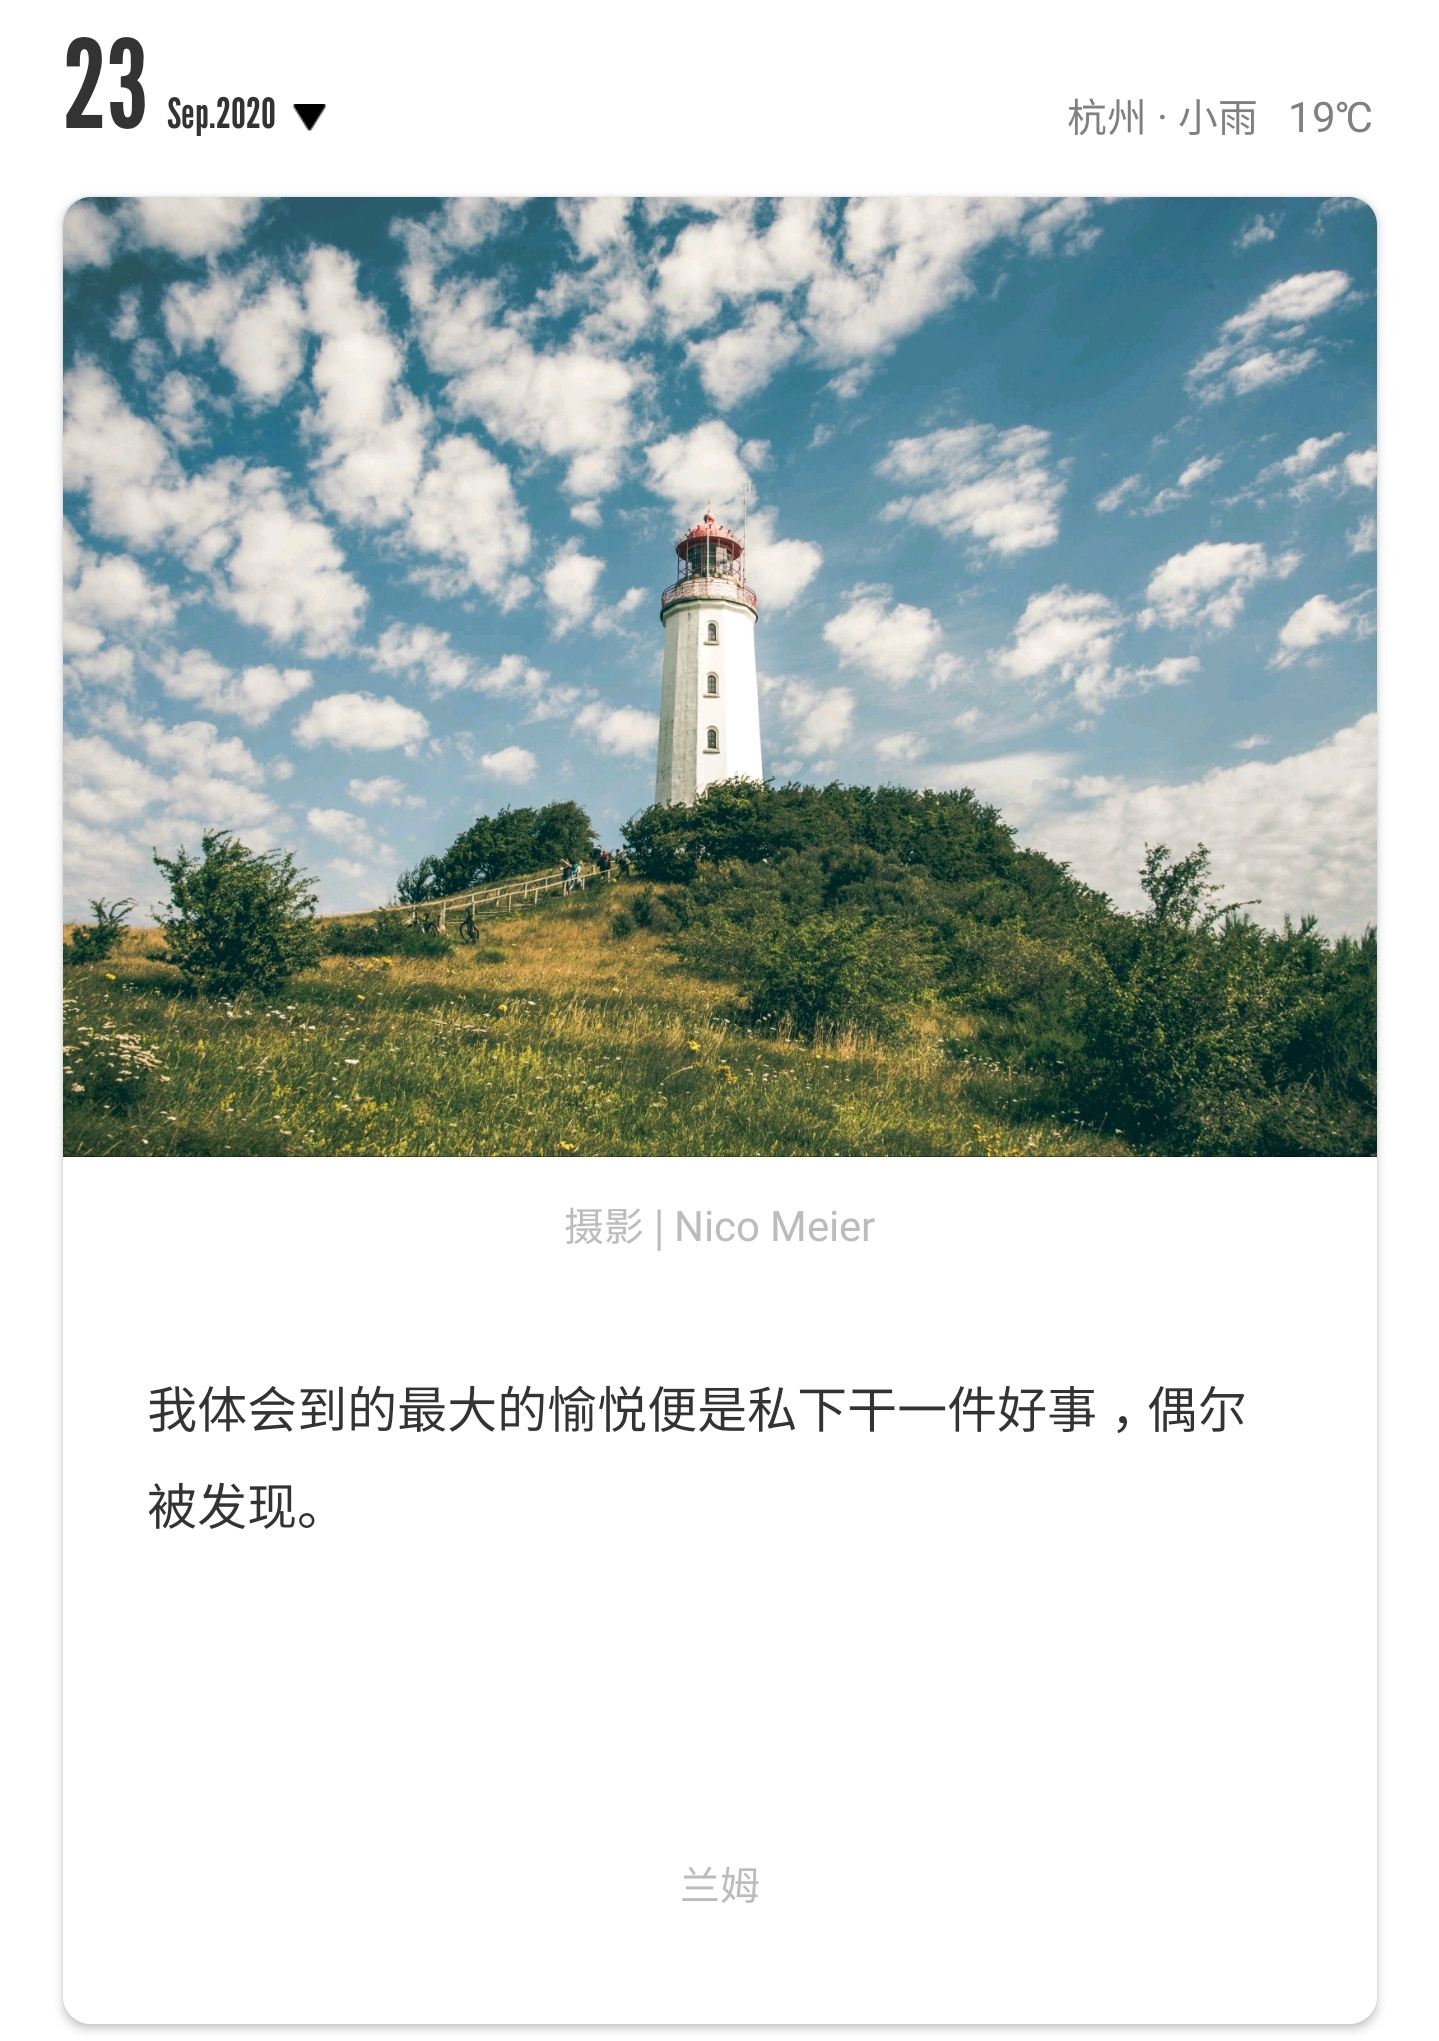 23 Sep.2020
杭州 · 小雨 19℃
摄影 | Nico Meier
我体会到的最大的愉悦便是私下干一件好事，偶尔
被发现。
兰姆